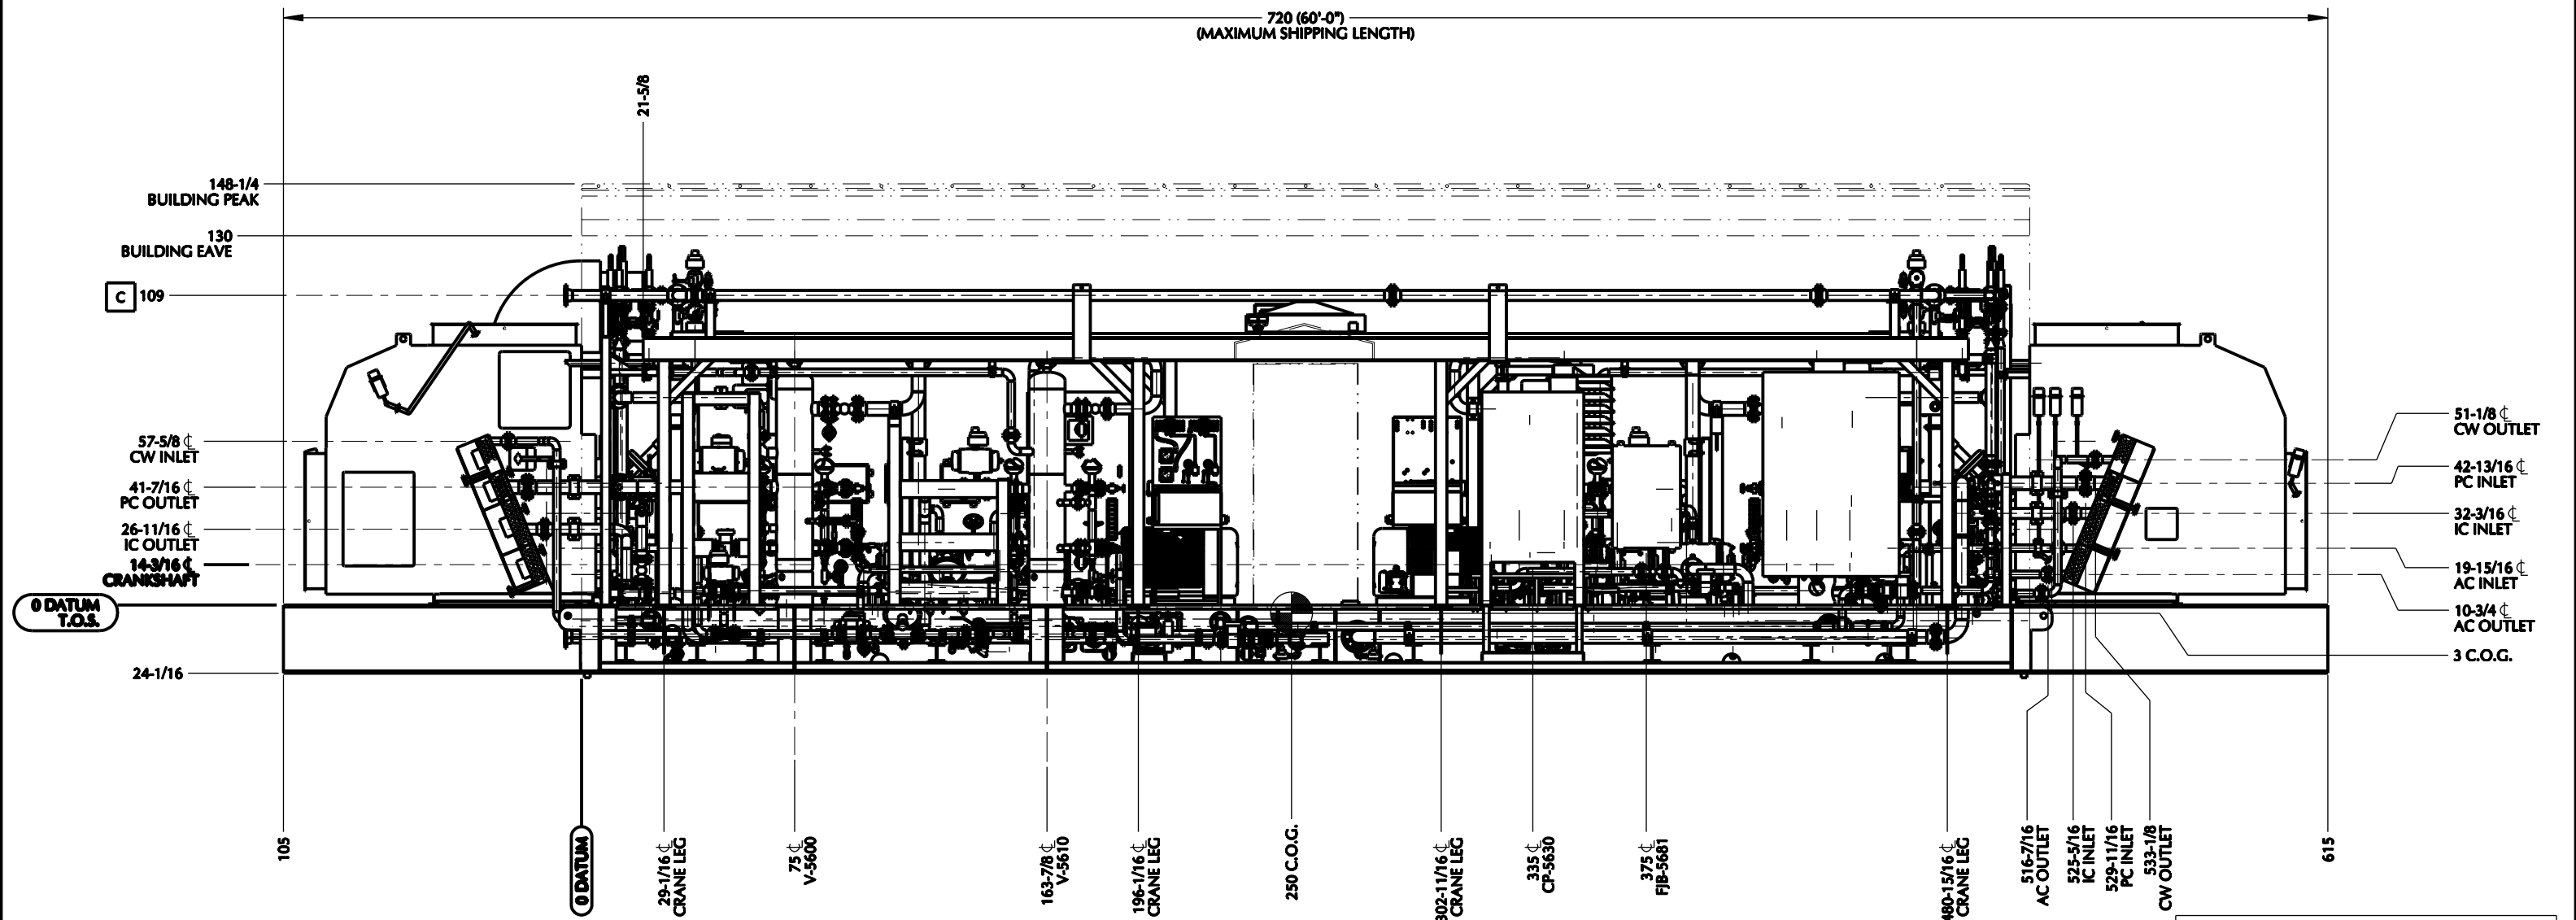 720 (60'-0")
(MAXIMUM SHIPPING LENGTH)
21-5/8
148-1/4
BUILDING PEAK
130
BUILDING EAVE
C 109
57-5/8 ℄
CW INLET
41-7/16 ℄
PC OUTLET
26-11/16 ℄
IC OUTLET
14-3/16 ℄
CRANKSHAFT
0 DATUM
T.O.S.
24-1/16
51-1/8 ℄
CW OUTLET
42-13/16 ℄
PC INLET
32-3/16 ℄
IC INLET
19-15/16 ℄
AC INLET
10-3/4 ℄
AC OUTLET
3 C.O.G.
105
0 DATUM
29-1/16 ℄
CRANE LEG
75 ℄
V-5600
163-7/8 ℄
V-5610
196-1/16 ℄
CRANE LEG
250 C.O.G.
302-11/16 ℄
CRANE LEG
335 ℄
CP-5630
375 ℄
FJB-5681
480-15/16 ℄
CRANE LEG
516-7/16
AC OUTLET
525-5/16
IC INLET
529-11/16
PC INLET
533-1/8
CW OUTLET
615